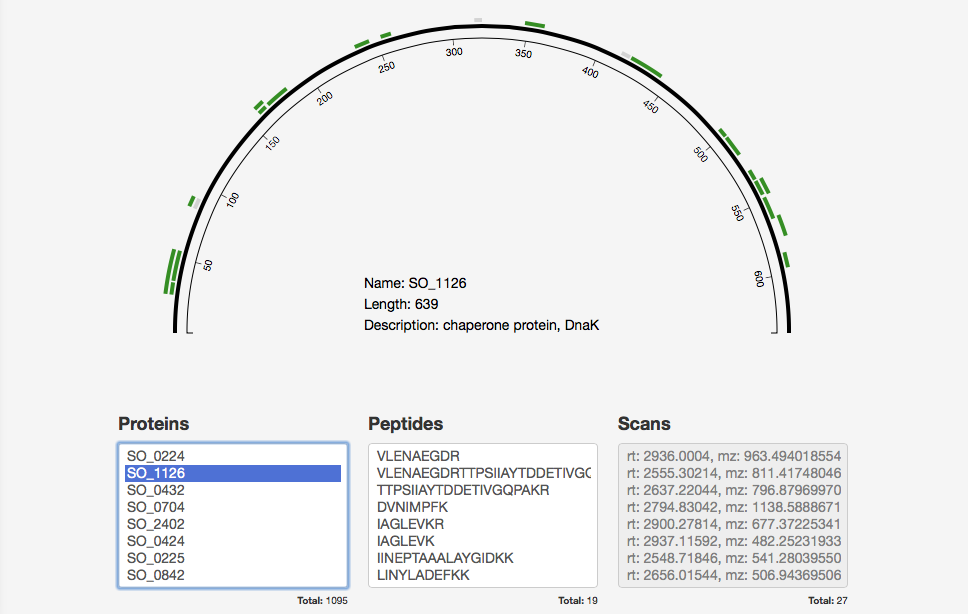 50
100
150
200
250
300
350
400
450
500
550
600
Name: SO_1126
Length: 639
Description: chaperone protein, DnaK
Proteins
SO_0224
SO_1126
SO_0432
SO_0704
SO_2402
SO_0424
SO_0225
SO_0842
Total: 1095
Peptides
VLENAEGDR
VLENAEGDRTTPSIIAYTDDETIVGC
TTPSIIAYTDDETIVGQPAKR
DVNIMPFK
IAGLEVKR
IAGLEVK
IINEPTAAALAYGIDKK
LINYLADEFKK
Total: 19
Scans
rt: 2936.0004, mz: 963.494018554
rt: 2555.30214, mz: 811.41748046
rt: 2637.22044, mz: 796.87969970
rt: 2794.83042, mz: 1138.5888671
rt: 2900.27814, mz: 677.37225341
rt: 2937.11592, mz: 482.25231933
rt: 2548.71846, mz: 541.28039550
rt: 2656.01544, mz: 506.94369506
Total: 27